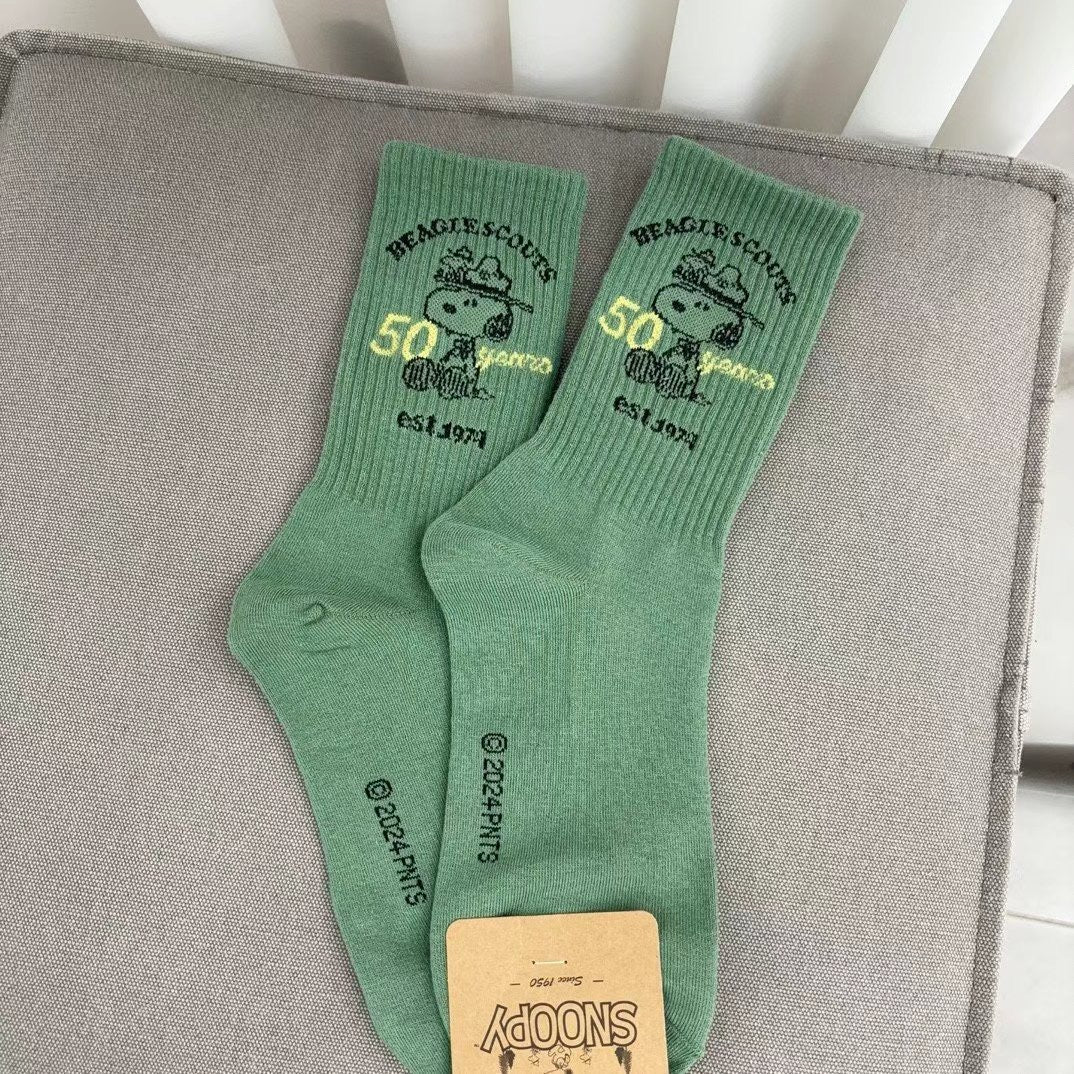 BEAGLE SCOUTS
50 years
est.1974
BEAGLE SCOUTS
50 years
est.1974
© 2024 PNTS
© 2024 PNTS
— Since 1950 —
SNOOPY